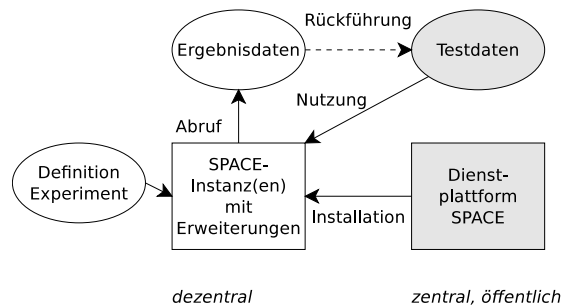 Rückführung
Ergebnisdaten
Testdaten
Nutzung
Abruf
Definition
Experiment
SPACE-
Instanz(en)
mit
Erweiterungen
Installation
Dienst-
plattform
SPACE
dezentral
zentral, öffentlich